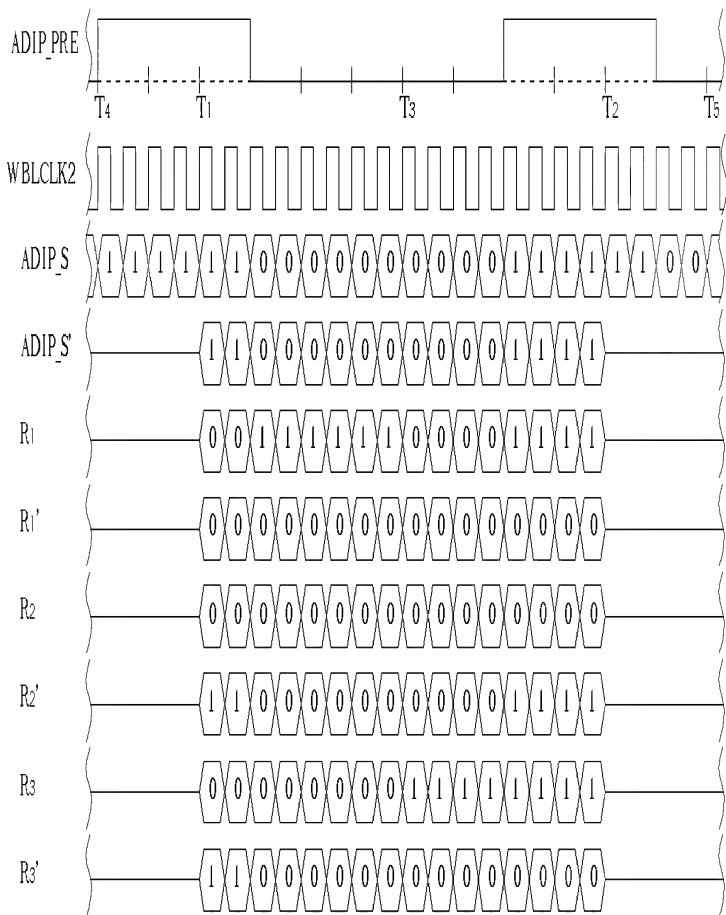 ADIP_PRE
T4 T1 T3 T2 T5
WBLCLK2
ADIP_S 1 1 1 1 1 1 0 0 0 0 0 0 0 0 0 0 1 1 1 1 1 1 0 0
ADIP_S' 1 1 0 0 0 0 0 0 0 0 0 0 1 1 1 1
R1 0 0 1 1 1 1 1 1 0 0 0 0 1 1 1 1
R1' 0 0 0 0 0 0 0 0 0 0 0 0 0 0 0 0
R2 0 0 0 0 0 0 0 0 0 0 0 0 0 0 0 0
R2' 1 1 0 0 0 0 0 0 0 0 0 0 1 1 1 1
R3 0 0 0 0 0 0 0 0 1 1 1 1 1 1 1 1
R3' 1 1 0 0 0 0 0 0 0 0 0 0 0 0 0 0